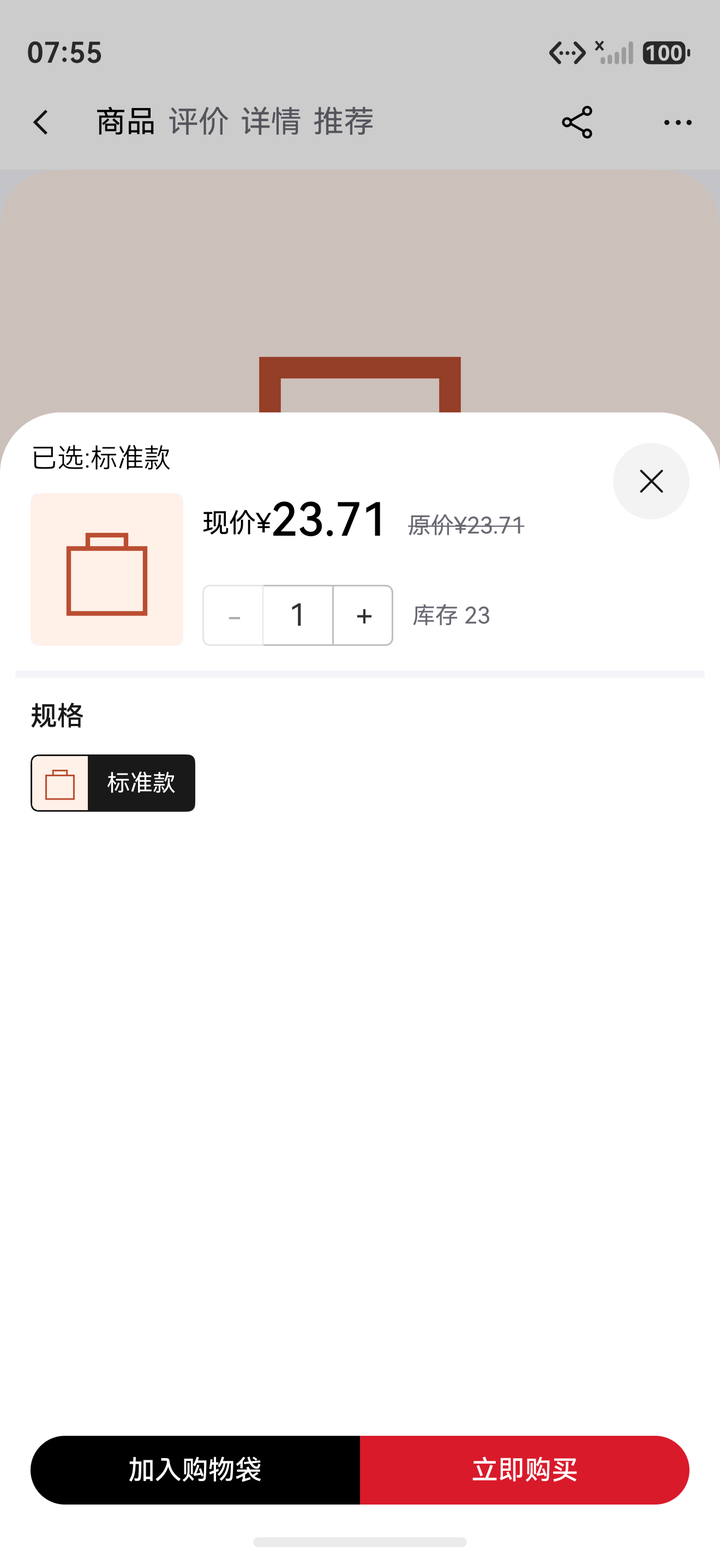 07:55
100
商品 评价 详情 推荐
已选:标准款
现价¥23.71 原价¥23.71
− 1 + 库存 23
规格
标准款
加入购物袋 立即购买